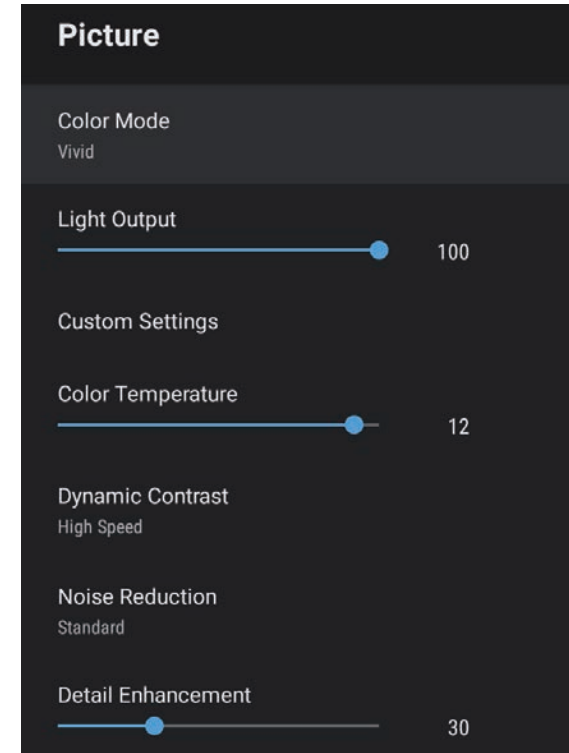 Picture
Color Mode
Vivid
Light Output
100
Custom Settings
Color Temperature
12
Dynamic Contrast
High Speed
Noise Reduction
Standard
Detail Enhancement
30